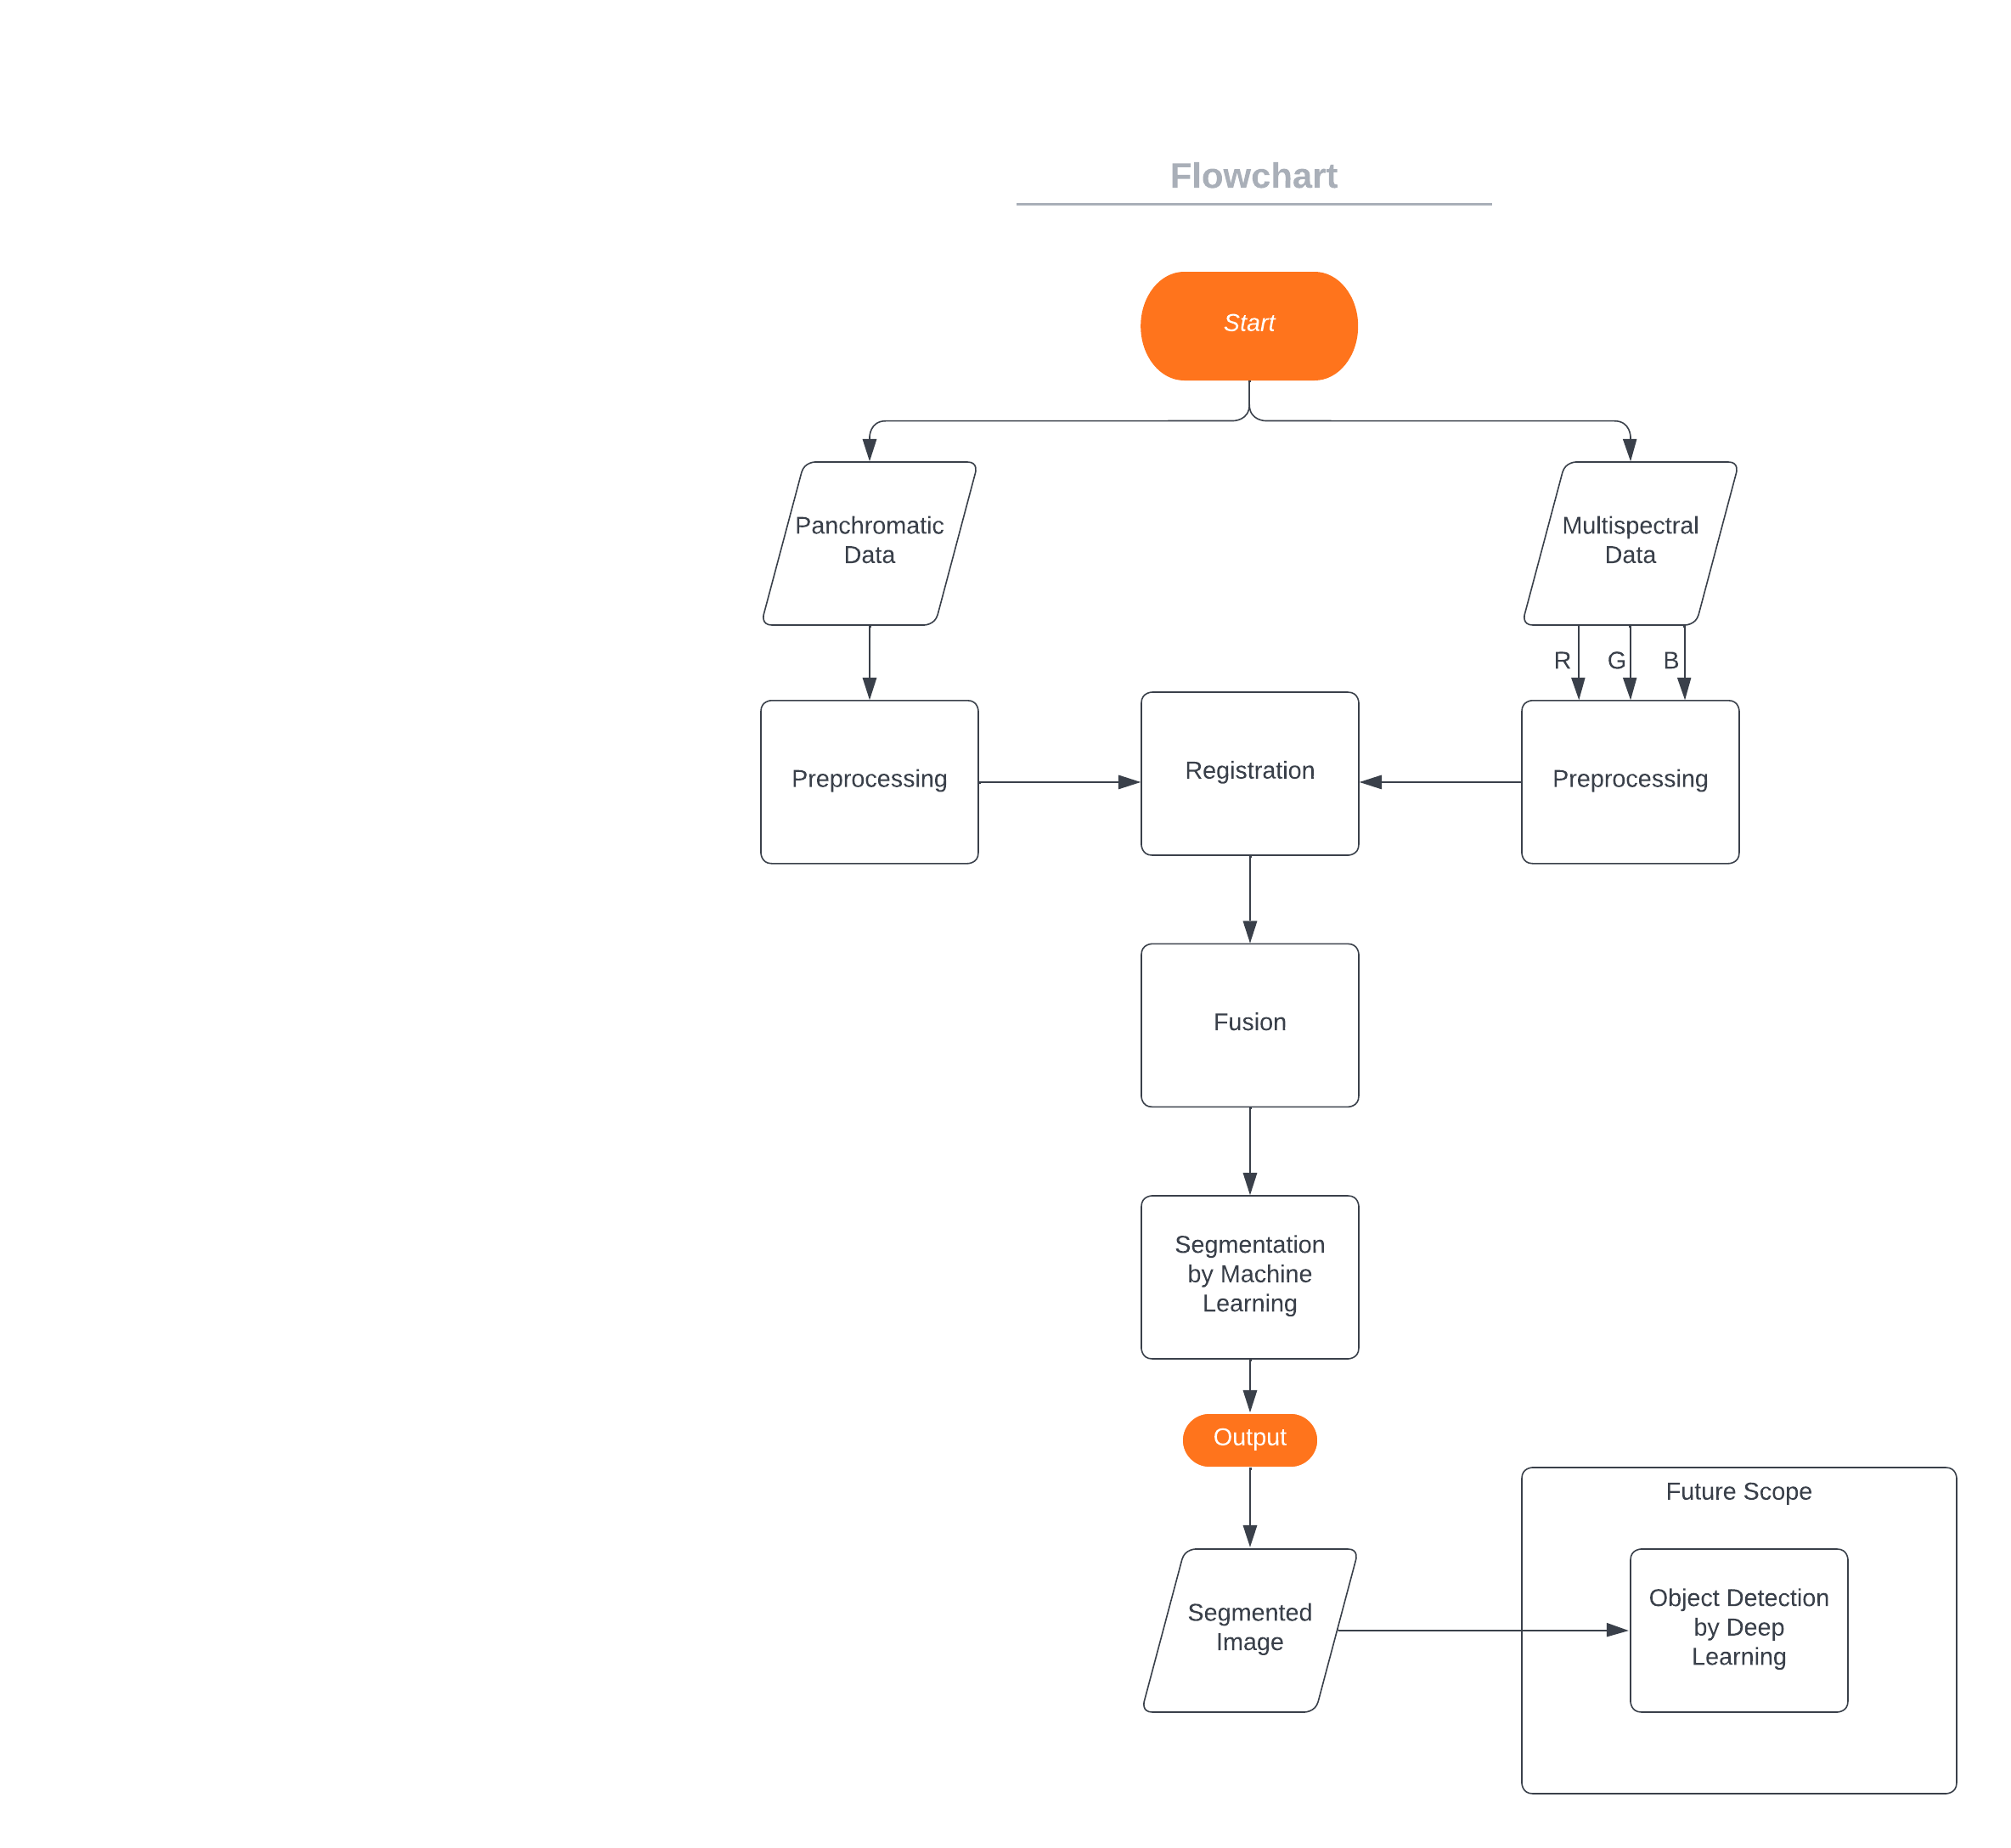 Flowchart
Start
Panchromatic
Data
Multispectral
Data
R G B
Preprocessing
Registration
Preprocessing
Fusion
Segmentation
by Machine
Learning
Output
Future Scope
Segmented
Image
Object Detection
by Deep
Learning